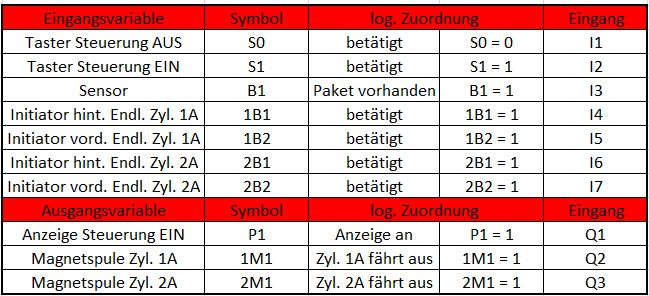 Eingangsvariable Symbol log. Zuordnung Eingang
Taster Steuerung AUS S0 betätigt S0 = 0 I1
Taster Steuerung EIN S1 betätigt S1 = 1 I2
Sensor B1 Paket vorhanden B1 = 1 I3
Initiator hint. Endl. Zyl. 1A 1B1 betätigt 1B1 = 1 I4
Initiator vord. Endl. Zyl. 1A 1B2 betätigt 1B2 = 1 I5
Initiator hint. Endl. Zyl. 2A 2B1 betätigt 2B1 = 1 I6
Initiator vord. Endl. Zyl. 2A 2B2 betätigt 2B2 = 1 I7
Ausgangsvariable Symbol log. Zuordnung Eingang
Anzeige Steuerung EIN P1 Anzeige an P1 = 1 Q1
Magnetspule Zyl. 1A 1M1 Zyl. 1A fährt aus 1M1 = 1 Q2
Magnetspule Zyl. 2A 2M1 Zyl. 2A fährt aus 2M1 = 1 Q3